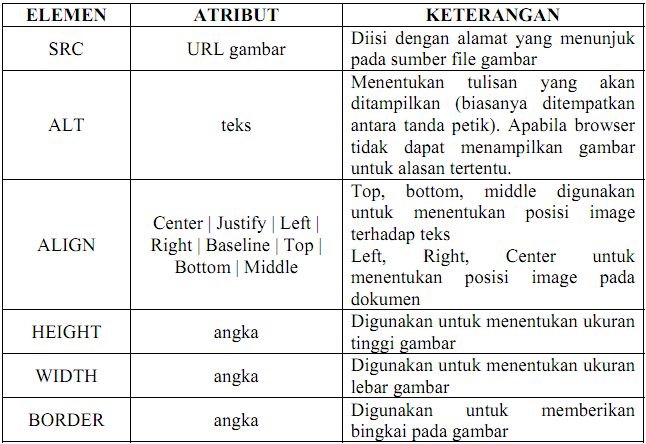 ELEMEN ATRIBUT KETERANGAN
SRC URL gambar Diisi dengan alamat yang menunjuk
pada sumber file gambar
ALT teks Menentukan tulisan yang akan
ditampilkan (biasanya ditempatkan
antara tanda petik). Apabila browser
tidak dapat menampilkan gambar
untuk alasan tertentu.
ALIGN
Center | Justify | Left |
Right | Baseline | Top |
Bottom | Middle
Top, bottom, middle digunakan
untuk menentukan posisi image
terhadap teks
Left, Right, Center untuk
menentukan posisi image pada
dokumen
HEIGHT angka Digunakan untuk menentukan ukuran
tinggi gambar
WIDTH angka Digunakan untuk menentukan ukuran
lebar gambar
BORDER angka Digunakan untuk memberikan
bingkai pada gambar